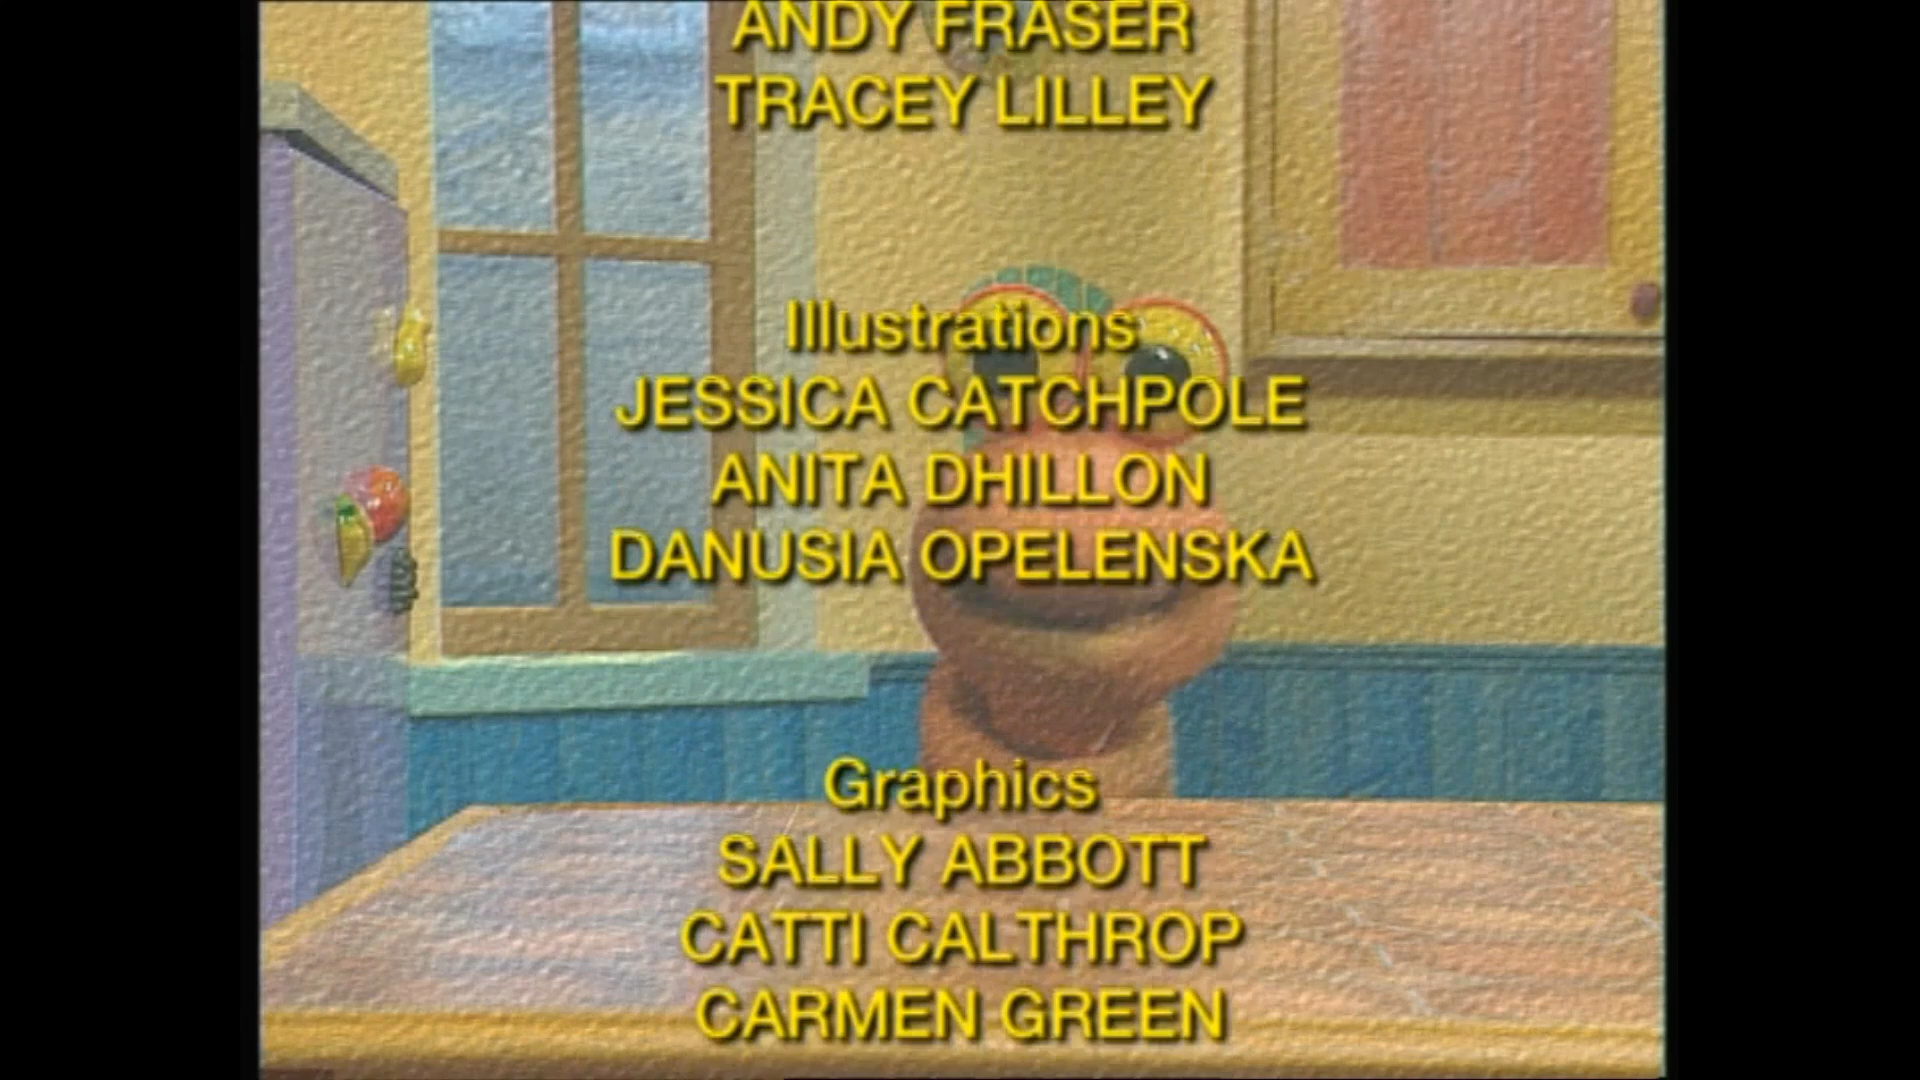 ANDY FRASER
TRACEY LILLEY
Illustrations
JESSICA CATCHPOLE
ANITA DHILLON
DANUSIA OPELENSKA
Graphics
SALLY ABBOTT
CATTI CALTHROP
CARMEN GREEN